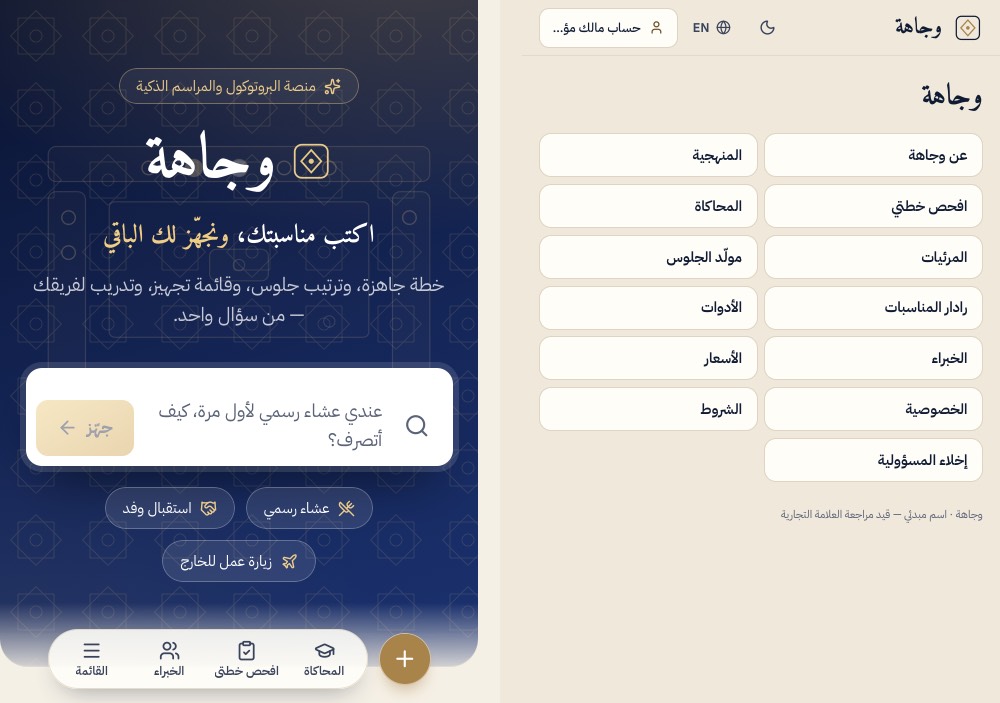 وجاهة
EN
حساب مالك مؤ...
وجاهة
عن وجاهة
المنهجية
افحص خطتي
المحاكاة
المرئيات
مولّد الجلوس
رادار المناسبات
الأدوات
الخبراء
الأسعار
الخصوصية
الشروط
إخلاء المسؤولية
وجاهة · اسم مبدئي — قيد مراجعة العلامة التجارية
منصة البروتوكول والمراسم الذكية
وجاهة
اكتب مناسبتك، ونجهّز لك الباقي
خطة جاهزة، وترتيب جلوس، وقائمة تجهيز، وتدريب لفريقك
— من سؤال واحد.
عندي عشاء رسمي لأول مرة، كيف
أتصرف؟
جهّز
عشاء رسمي
استقبال وفد
زيارة عمل للخارج
المحاكاة
افحص خطتي
الخبراء
القائمة